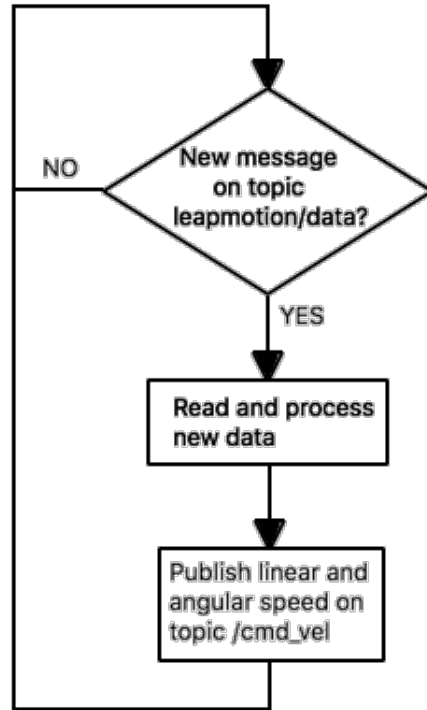 New message
on topic
leapmotion/data?
NO
YES
Read and process
new data
Publish linear and
angular speed on
topic /cmd_vel